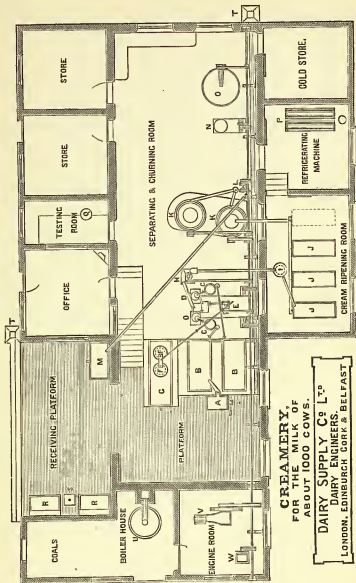 T
STORE
STORE
TESTING
ROOM
Q
OFFICE
T
RECEIVING PLATFORM
M
R
S
R
COALS
BOILER HOUSE
U
ENGINE ROOM
V
W
PLATFORM
A
B
B
C
F
F
D
D
E
H
K
K
L
SEPARATING & CHURNING ROOM
N
O
COLD STORE.
P
REFRIGERATING
MACHINE
CREAM RIPENING ROOM
J
J
J
CREAMERY,
FOR THE MILK OF
ABOUT 1000 COWS.
DAIRY SUPPLY Co LTD
DAIRY ENGINEERS.
LONDON, EDINBURGH CORK & BELFAST